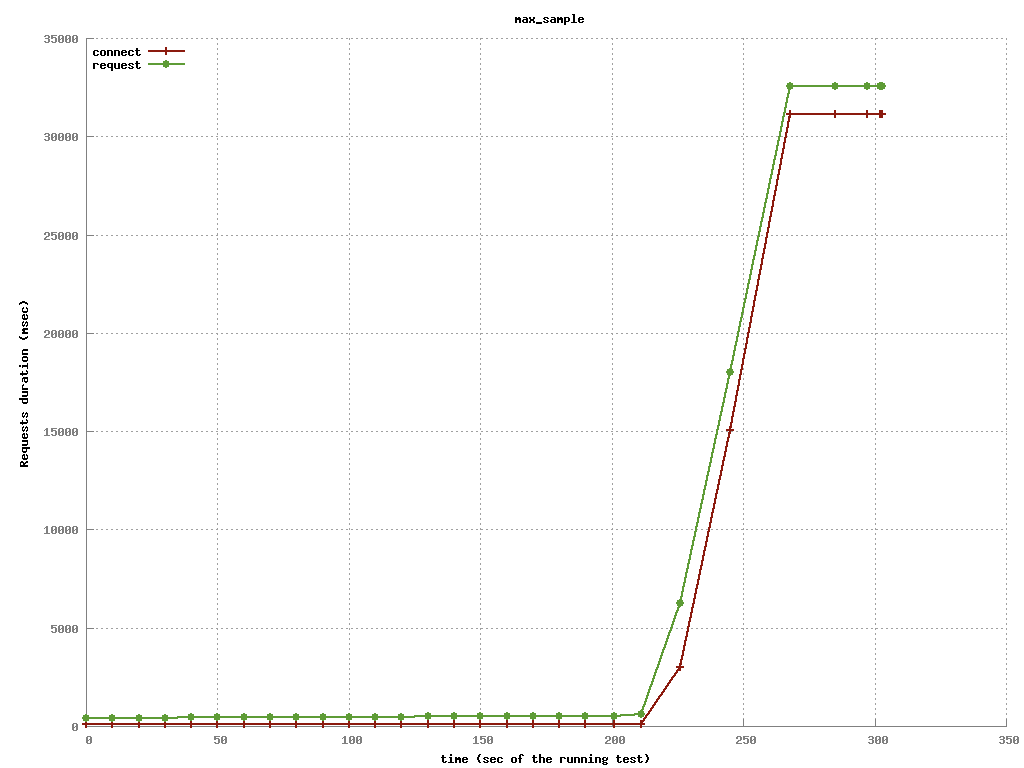 max_sample
35000
connect
request
30000
25000
20000
15000
10000
5000
0
Requests duration (msec)
0 50 100 150 200 250 300 350
time (sec of the running test)